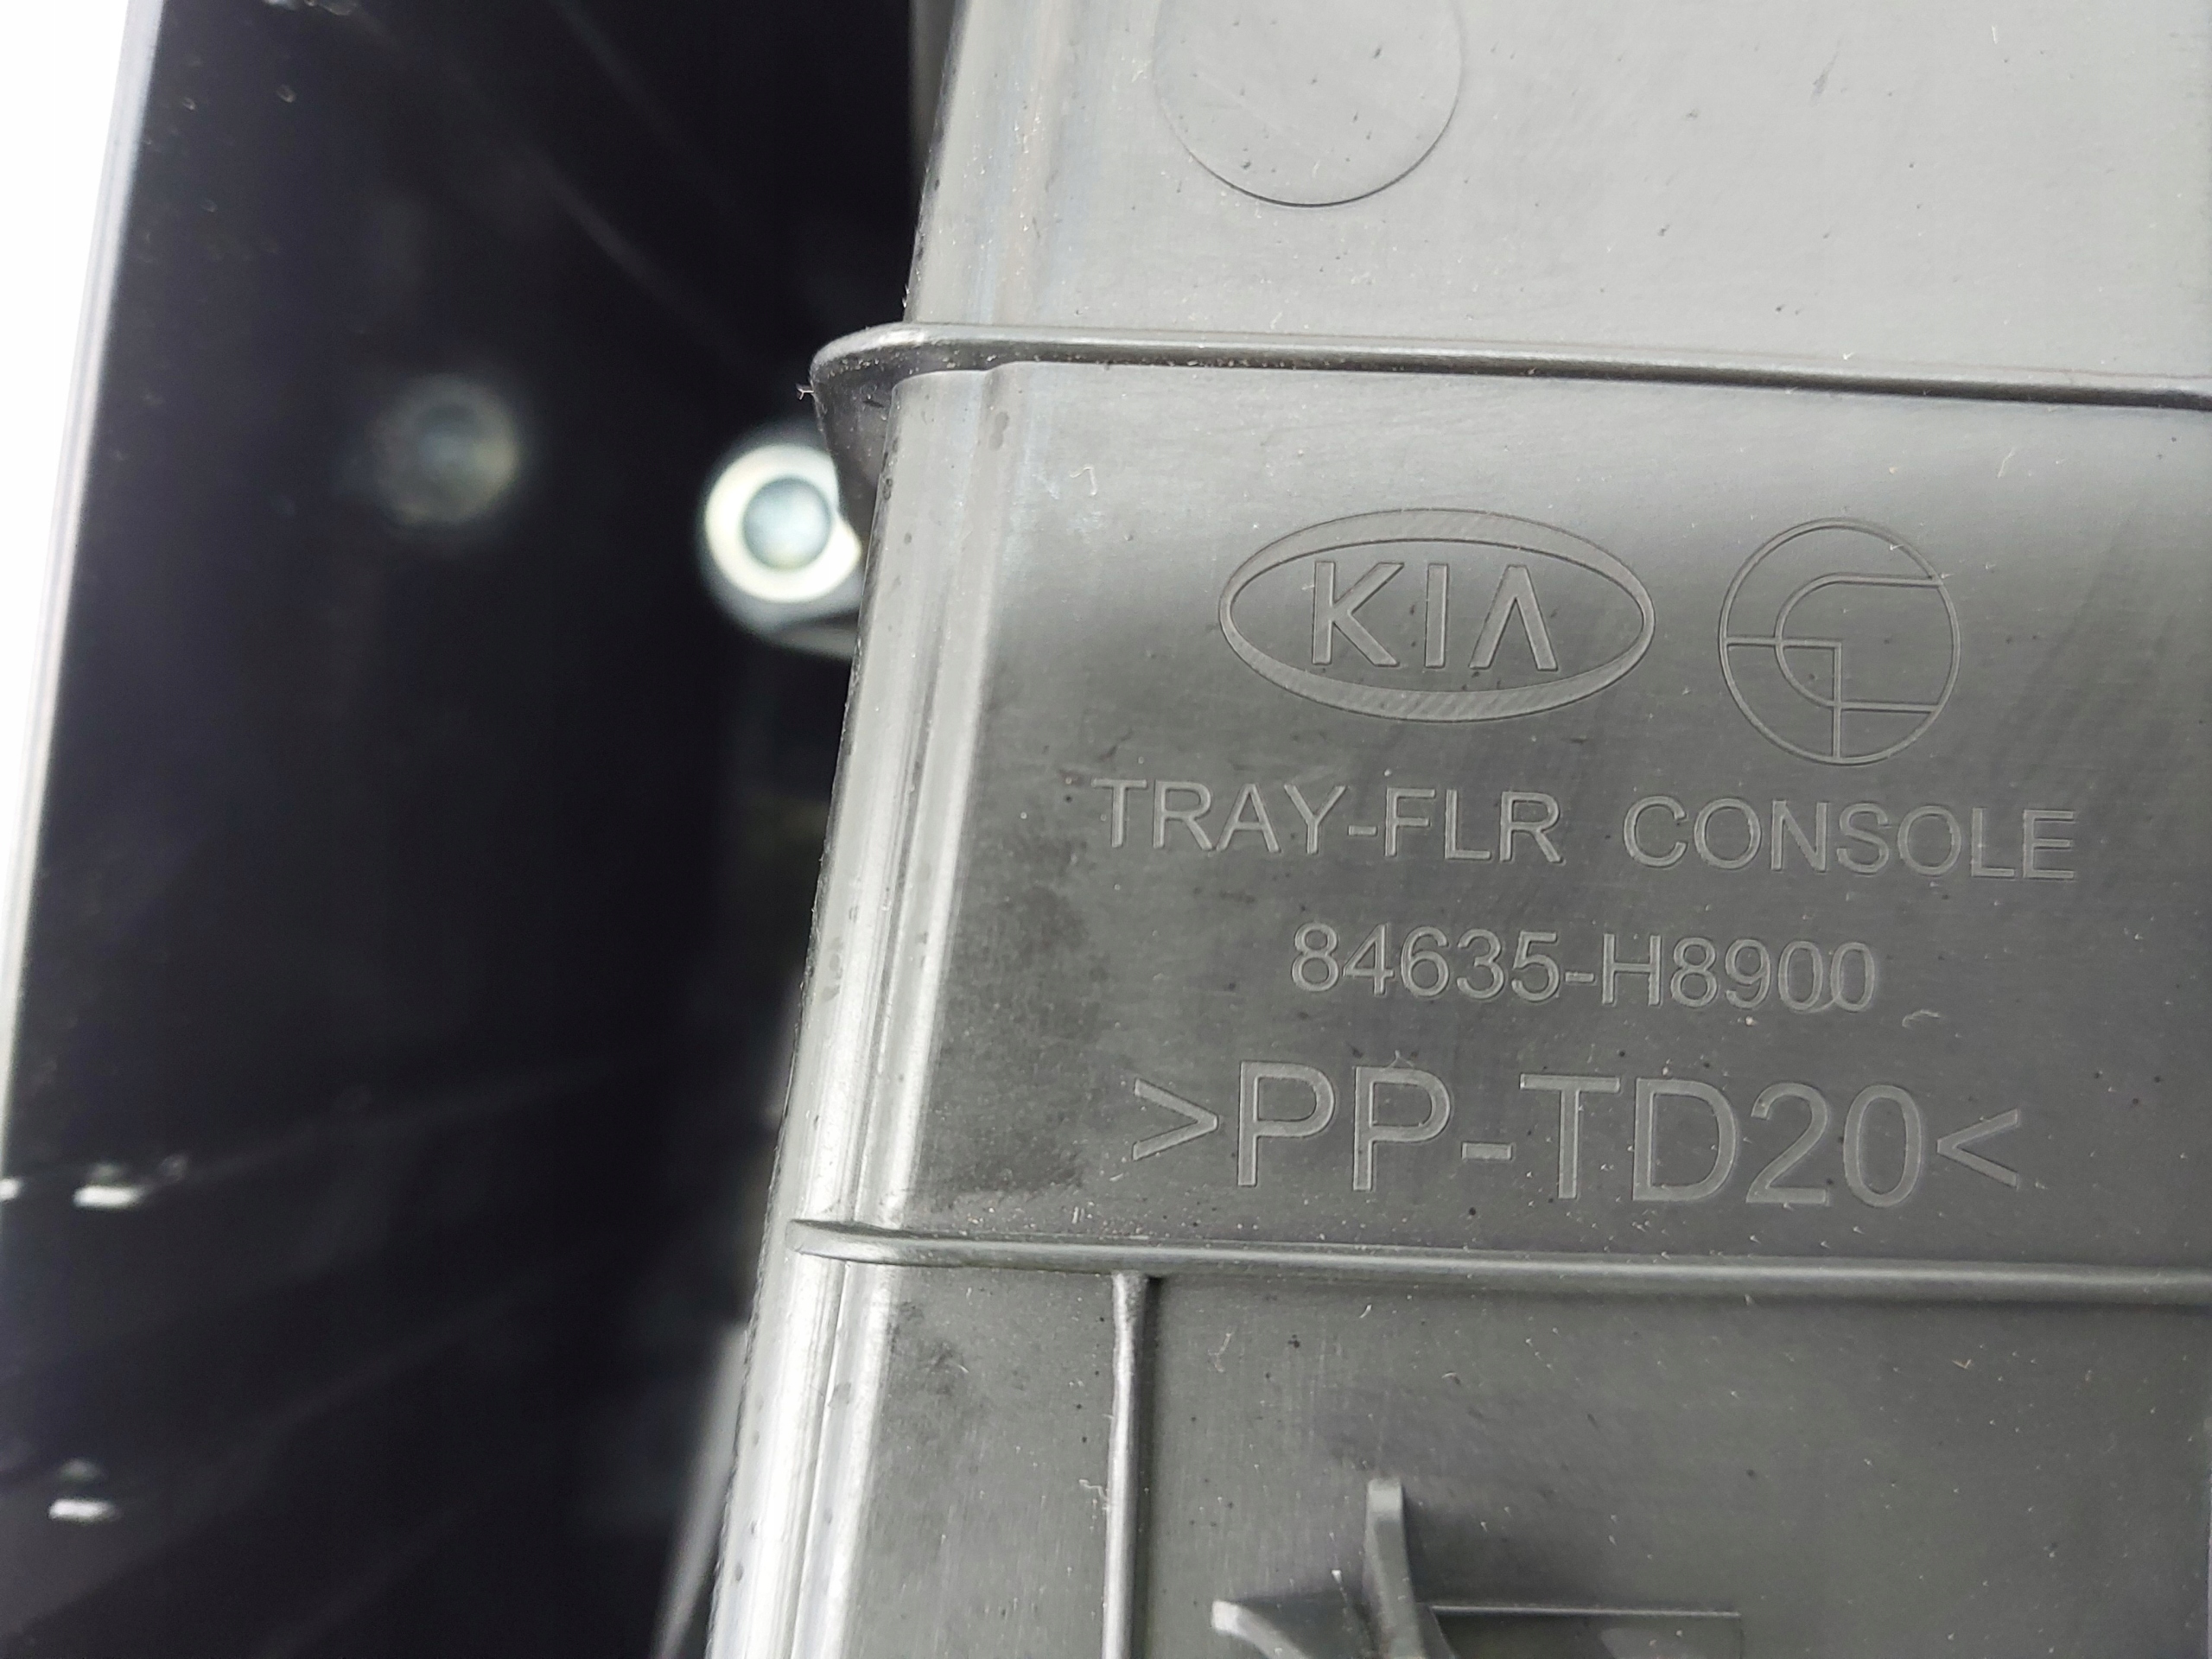 KIA
TRAY-FLR CONSOLE
84635-H8900
>PP-TD20<